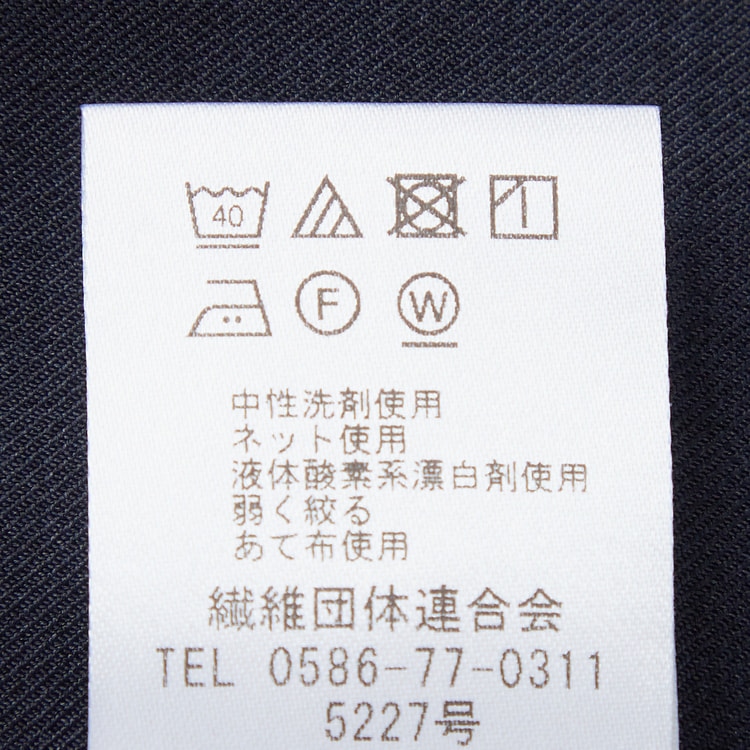 40
F W
中性洗剤使用
ネット使用
液体酸素系漂白剤使用
弱く絞る
あて布使用
繊維団体連合会
TEL 0586-77-0311
5227号